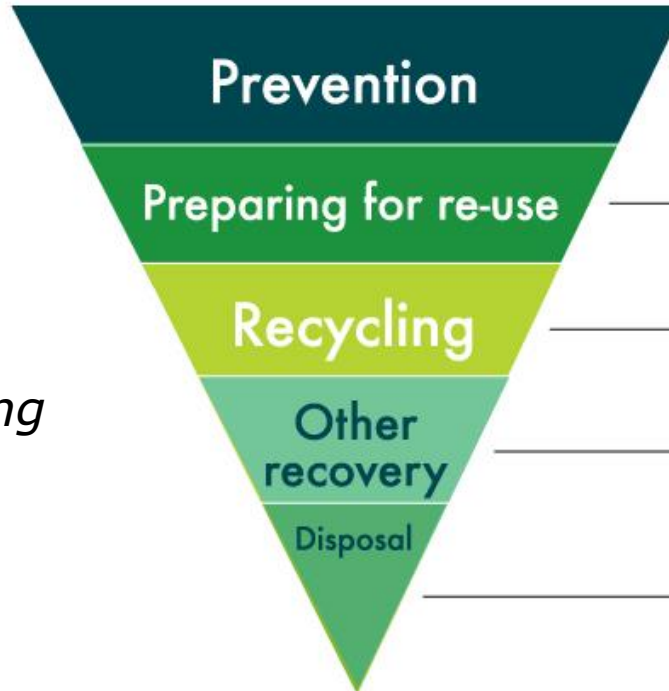 Prevention
Preparing for re-use
Recycling
Other
recovery
Disposal